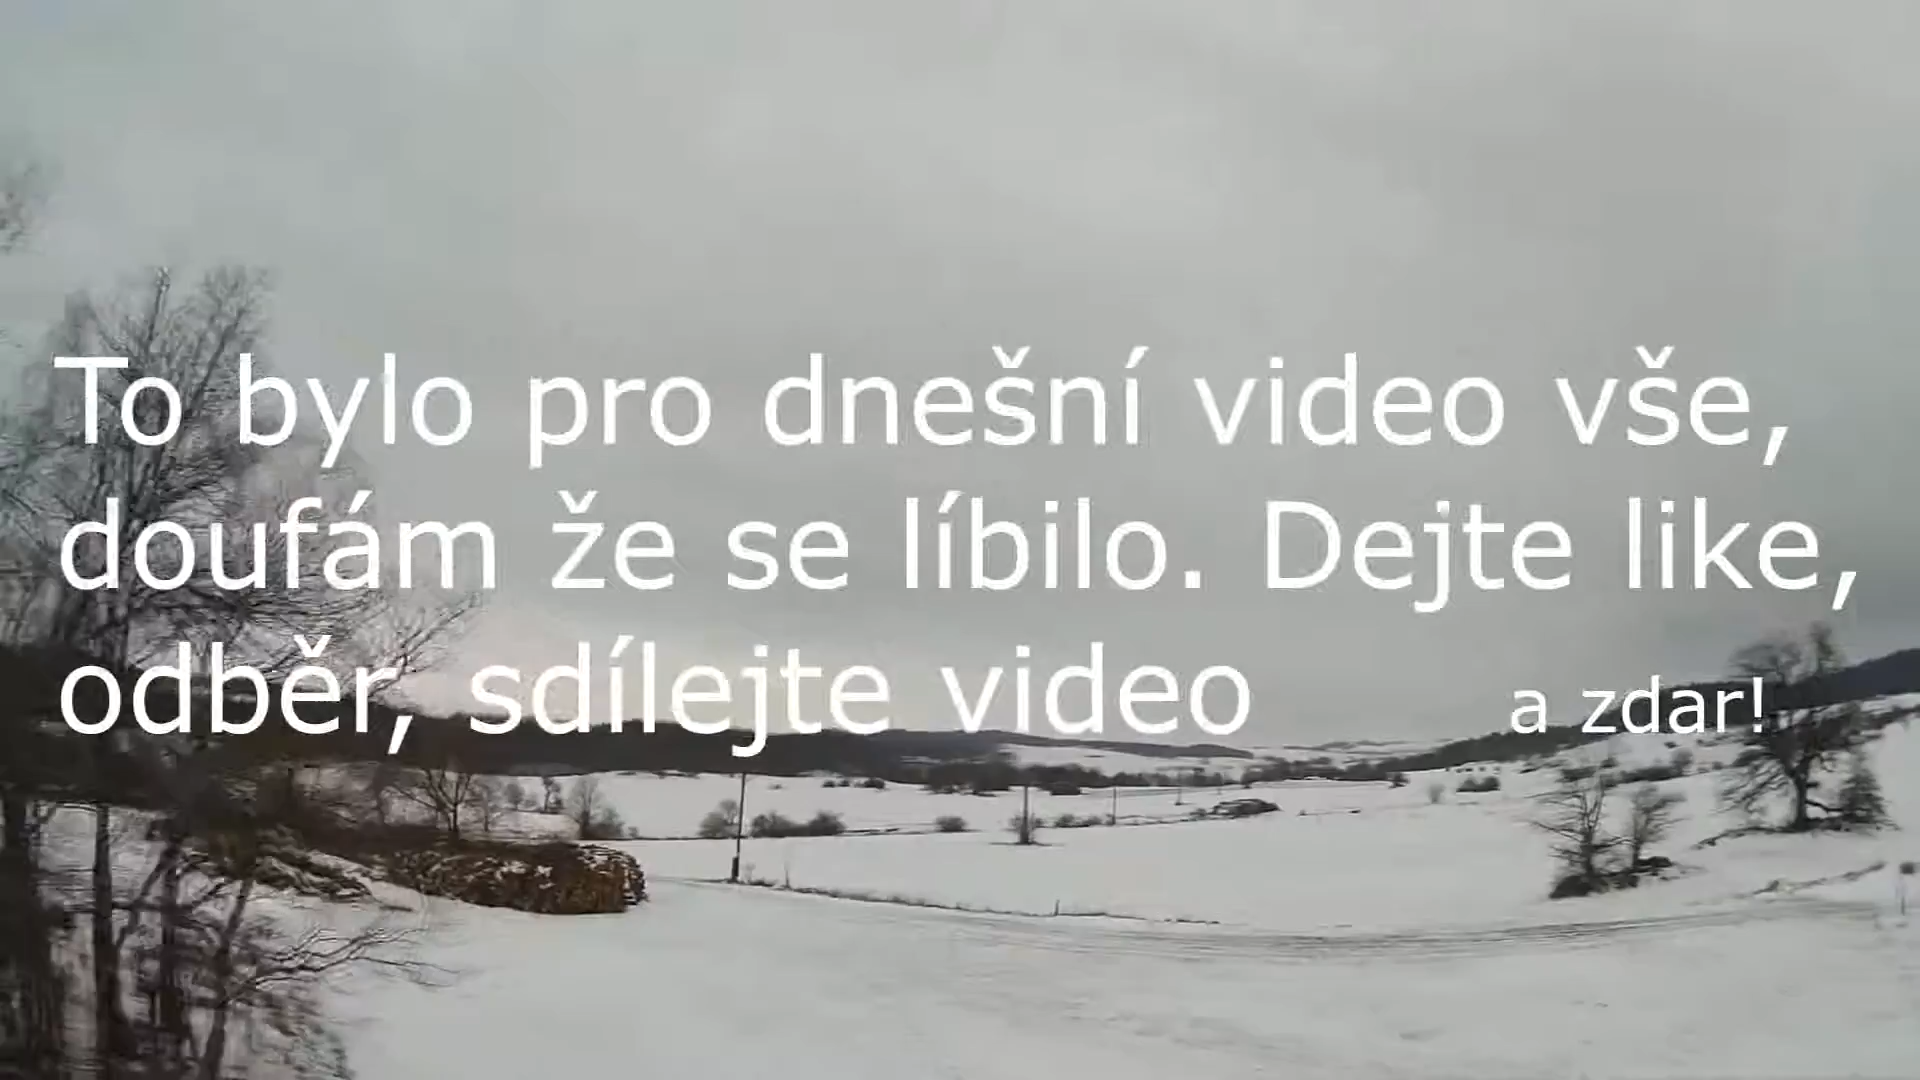 To bylo pro dnešní video vše,
doufám že se líbilo. Dejte like,
odběr, sdílejte video a zdar!